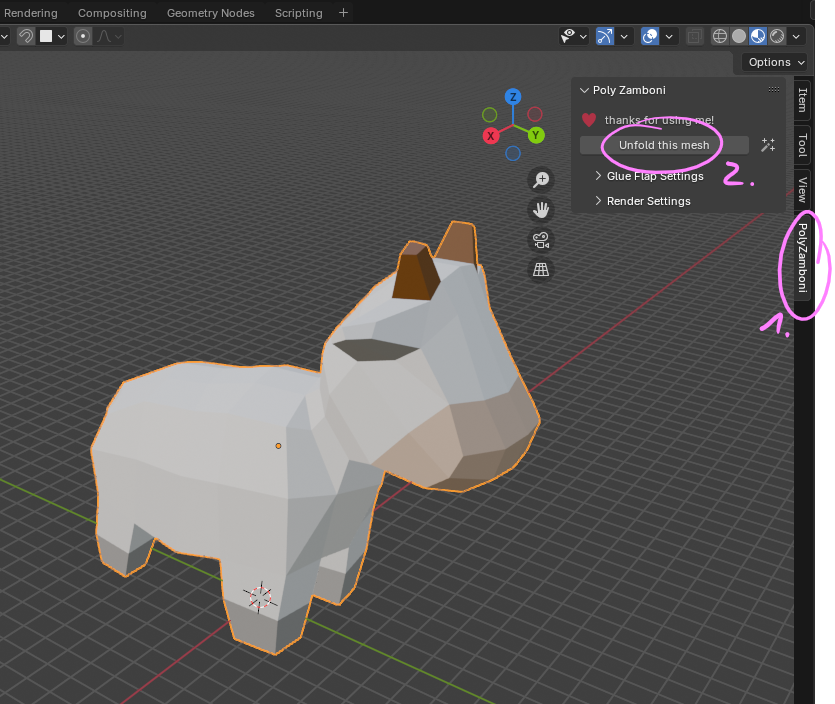 Rendering Compositing Geometry Nodes Scripting +
Options
Poly Zamboni
thanks for using me!
Unfold this mesh
Glue Flap Settings
Render Settings
Item
Tool
View
PolyZamboni
Z
X
Y
2.
1.